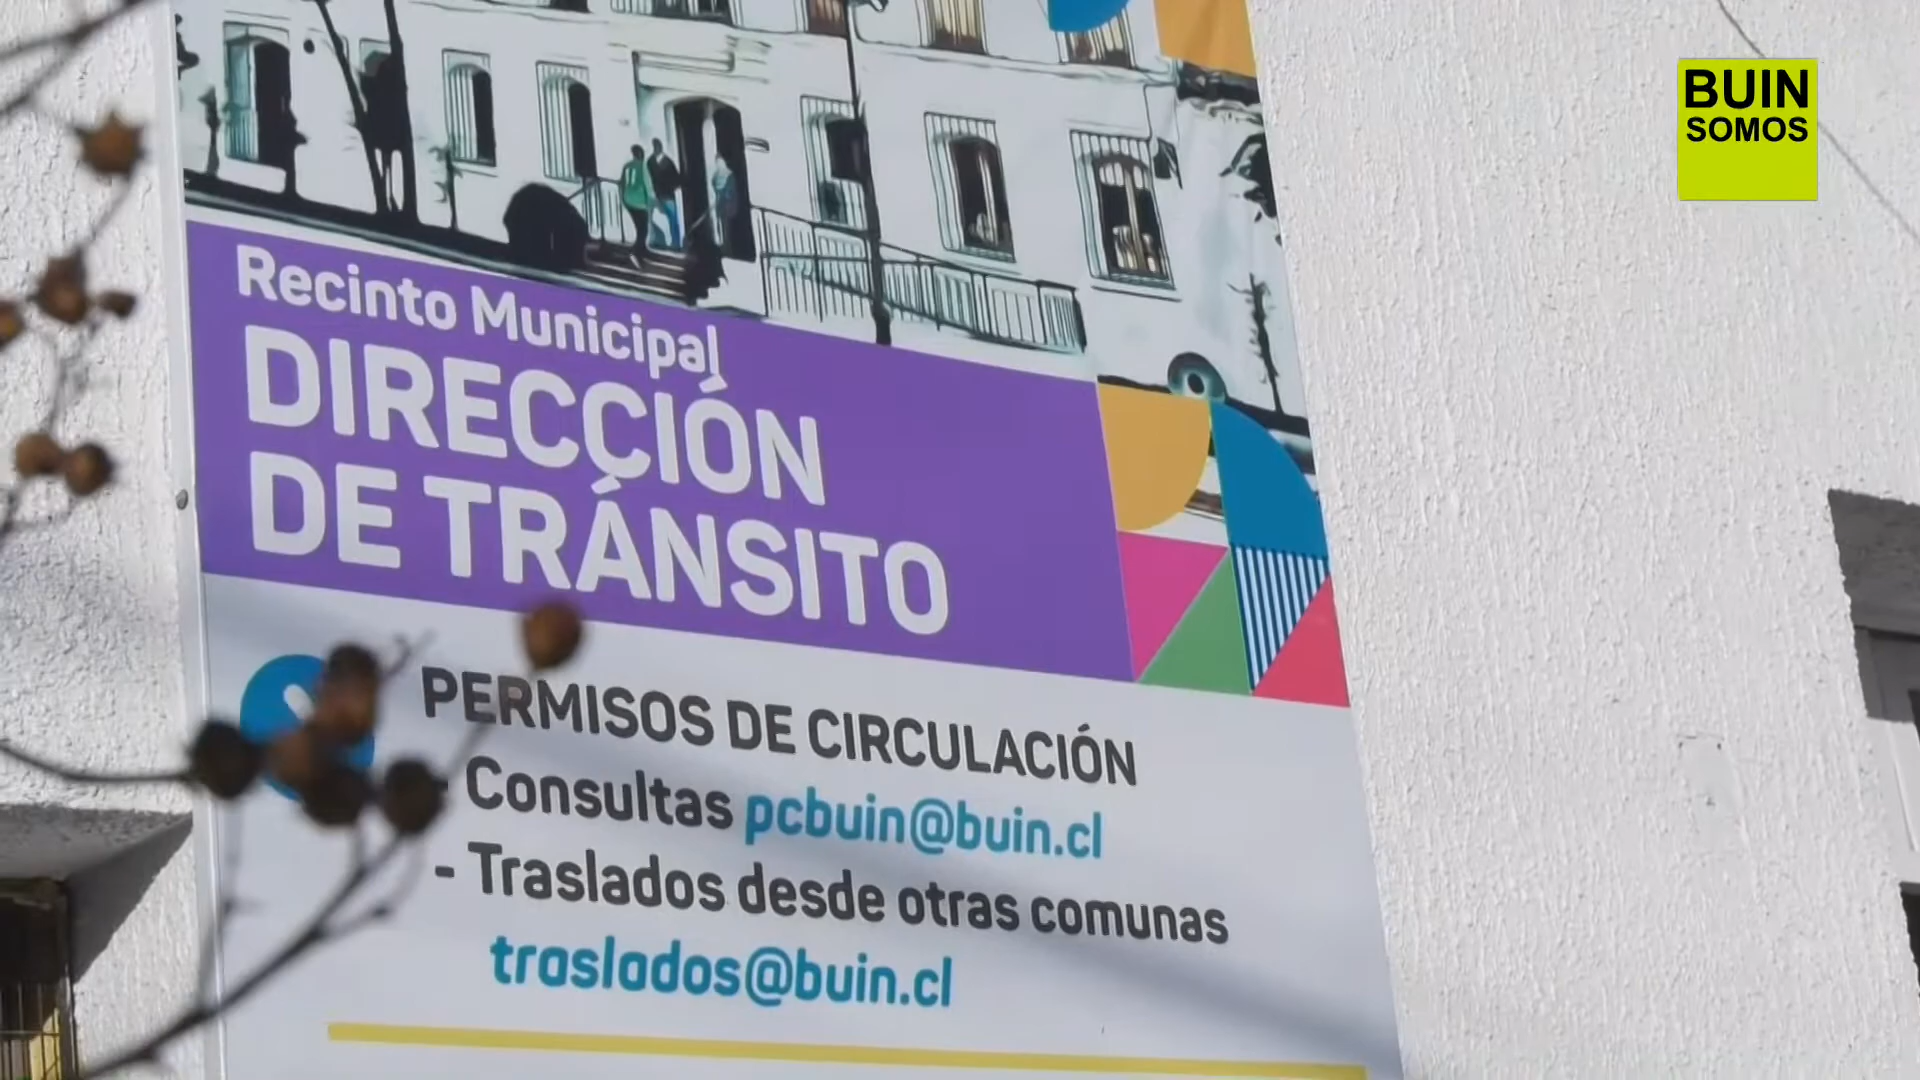 BUIN
SOMOS
Recinto Municipal
DIRECCIÓN
DE TRÁNSITO
PERMISOS DE CIRCULACIÓN
- Consultas pcbuin@buin.cl
- Traslados desde otras comunas
traslados@buin.cl